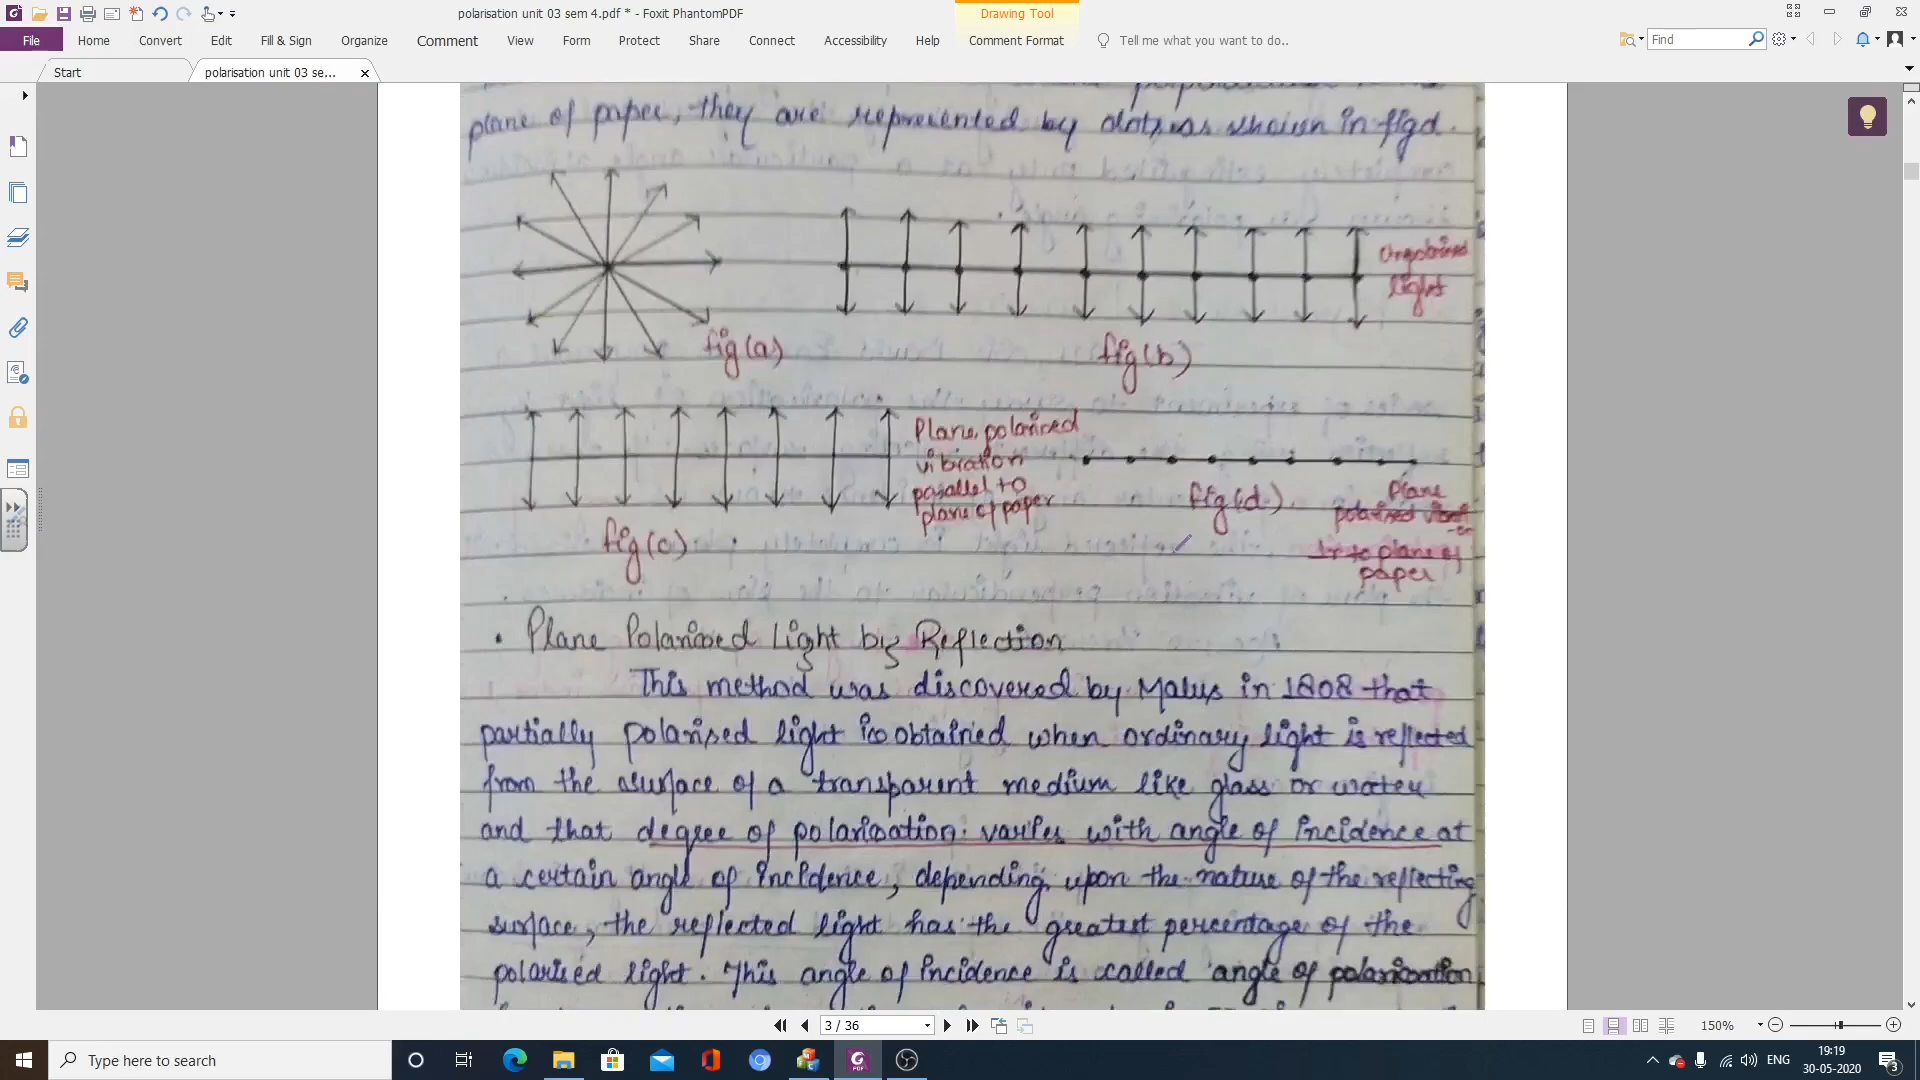 polarisation unit 03 sem 4.pdf * - Foxit PhantomPDF
Drawing Tool
File Home Convert Edit Fill & Sign Organize Comment View Form Protect Share Connect Accessibility Help Comment Format Tell me what you want to do.. Find
Start polarisation unit 03 se...
plane of paper, they are represented by dots, as shown in fig d.
Unpolarised
light
fig(a)
fig(b)
Plane polarised
vibration
parallel to
plane of paper
fig(c)
fig(d).
Plane
polarised
to plane of
paper
• Plane Polarised Light by Reflection
This method was discovered by Malus in 1808 that
partially polarised light is obtained when ordinary light is reflected
from the surface of a transparent medium like glass or water
and that degree of polarisation varies with angle of incidence at
a certain angle of incidence, depending upon the nature of the reflecting
surface, the reflected light has the greatest percentage of the
polarised light. This angle of incidence is called angle of polarisation
3 / 36
150%
Type here to search
ENG
19:19
30-05-2020
3